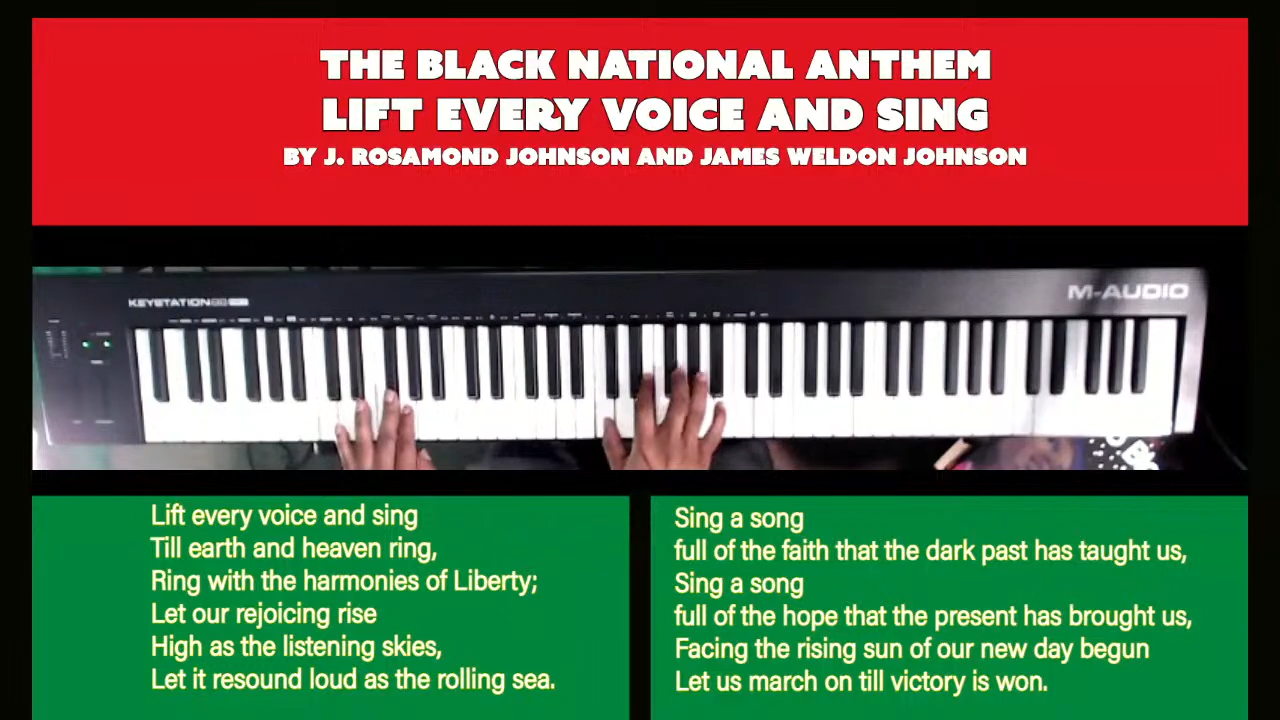 THE BLACK NATIONAL ANTHEM
LIFT EVERY VOICE AND SING
BY J. ROSAMOND JOHNSON AND JAMES WELDON JOHNSON
KEYSTATION
M-AUDIO
Lift every voice and sing
Till earth and heaven ring,
Ring with the harmonies of Liberty;
Let our rejoicing rise
High as the listening skies,
Let it resound loud as the rolling sea.
Sing a song
full of the faith that the dark past has taught us,
Sing a song
full of the hope that the present has brought us,
Facing the rising sun of our new day begun
Let us march on till victory is won.